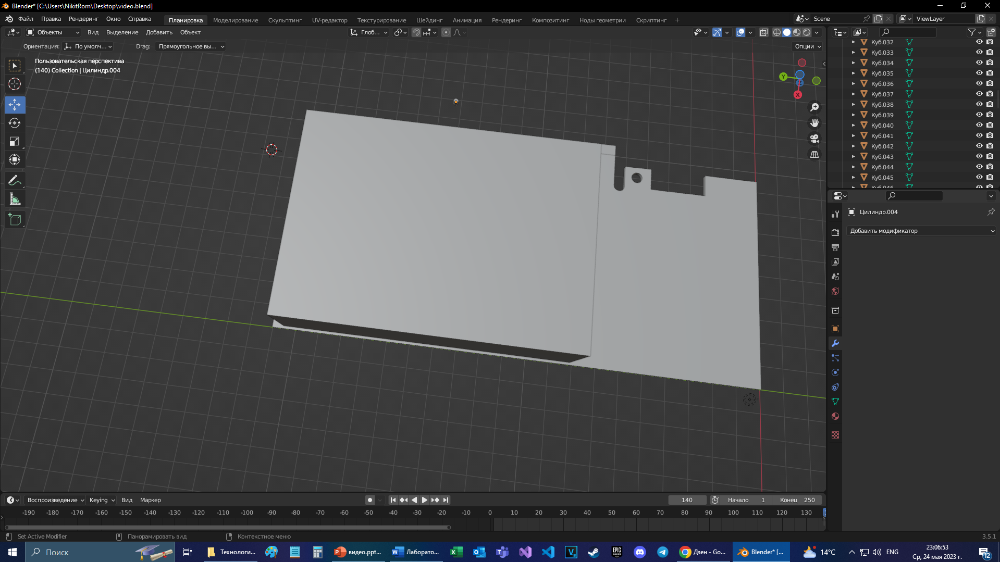 Blender* [C:\Users\NikitRom\Desktop\video.blend]
Файл Правка Рендеринг Окно Справка Планировка Моделирование Скульптинг UV-редактор Текстурирование Шейдинг Анимация Рендеринг Композитинг Ноды геометрии Скриптинг + Scene ViewLayer
Объекты Вид Выделение Добавить Объект Глоб...
Ориентация: По умолч... Drag: Прямоугольное вы... Опции
Пользовательская перспектива
(140) Collection | Цилиндр.004
Y
X
Куб.032
Куб.033
Куб.034
Куб.035
Куб.036
Куб.037
Куб.038
Куб.039
Куб.040
Куб.041
Куб.042
Куб.043
Куб.044
Куб.045
Куб.046
Цилиндр.004
Добавить модификатор
Воспроизведение Keying Вид Маркер 140 Начало 1 Конец 250
-190 -180 -170 -160 -150 -140 -130 -120 -110 -100 -90 -80 -70 -60 -50 -40 -30 -20 -10 0 10 20 30 40 50 60 70 80 90 100 110 120 130
Set Active Modifier Панорамировать вид Контекстное меню 3.5.1
Поиск Технологи... видео.ppt... Лаборато... Дзен - Go... Blender* [... 14°C ENG
23:06:53
Ср, 24 мая 2023 г.
12